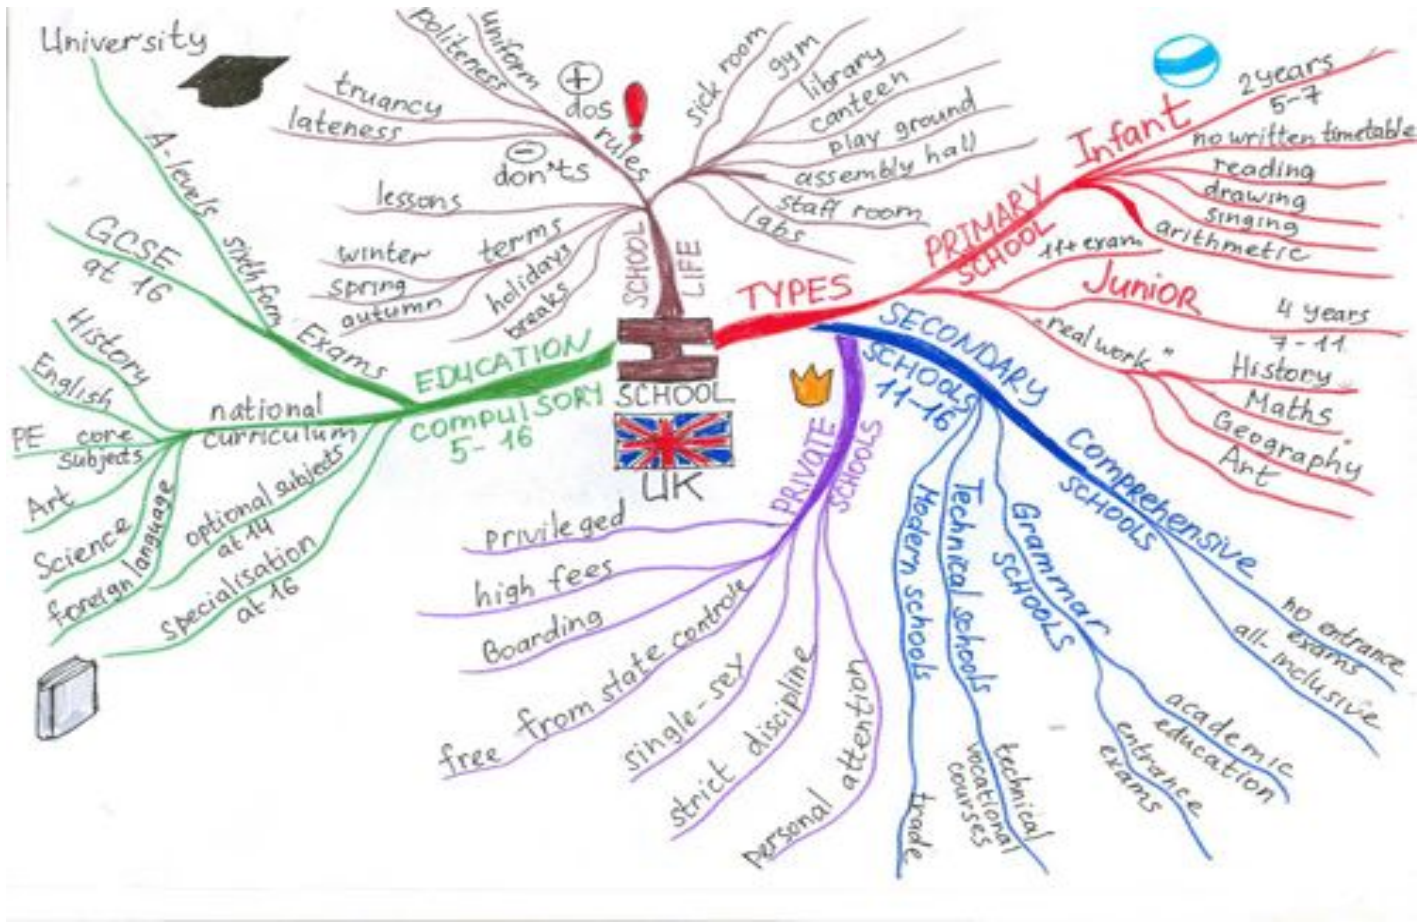 SCHOOL
UK
SCHOOL LIFE
rules
+
dos
uniform
politeness
-
don'ts
truancy
lateness
lessons
terms
winter
spring
autumn
holidays
breaks
sick room
gym
library
canteen
play ground
assembly hall
staff room
labs
TYPES
PRIMARY
SCHOOL
Infant
2 years
5-7
no written timetable
reading
drawing
singing
arithmetic
11+ exam
Junior
4 years
7-11
"real work"
History
Maths
Geography
Art
SECONDARY
SCHOOLS
11-16
Comprehensive
SCHOOLS
no entrance
exams
all-inclusive
Grammar
SCHOOLS
academic
education
entrance
exams
Technical schools
technical
vocational
courses
Modern schools
trade
PRIVATE
SCHOOLS
privileged
high fees
Boarding
free from state controle
single-sex
strict discipline
personal attention
EDUCATION
COMPULSORY
5-16
Exams
sixth form
A-levels
University
GCSE
at 16
national
curriculum
core
subjects
History
English
PE
Art
Science
foreign language
optional subjects
at 14
specialisation
at 16